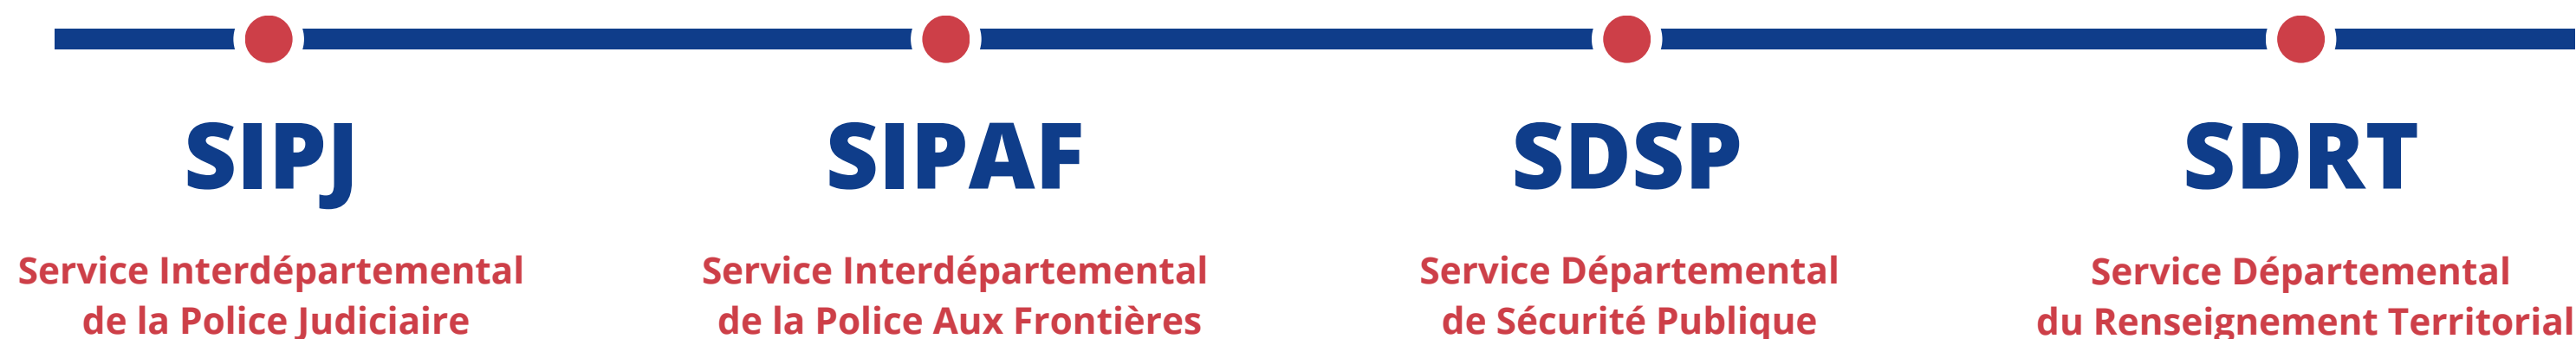 SIPJ
Service Interdépartemental
de la Police Judiciaire
SIPAF
Service Interdépartemental
de la Police Aux Frontières
SDSP
Service Départemental
de Sécurité Publique
SDRT
Service Départemental
du Renseignement Territorial